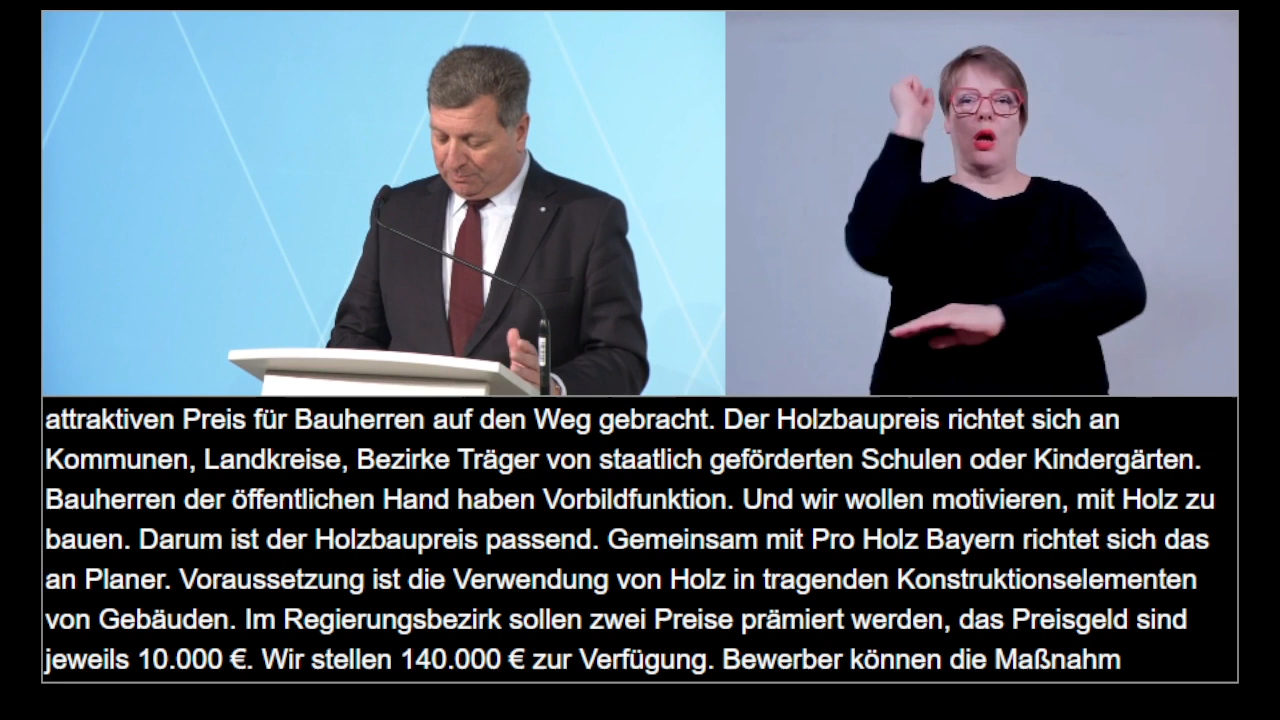 attraktiven Preis für Bauherren auf den Weg gebracht. Der Holzbaupreis richtet sich an
Kommunen, Landkreise, Bezirke Träger von staatlich geförderten Schulen oder Kindergärten.
Bauherren der öffentlichen Hand haben Vorbildfunktion. Und wir wollen motivieren, mit Holz zu
bauen. Darum ist der Holzbaupreis passend. Gemeinsam mit Pro Holz Bayern richtet sich das
an Planer. Voraussetzung ist die Verwendung von Holz in tragenden Konstruktionselementen
von Gebäuden. Im Regierungsbezirk sollen zwei Preise prämiert werden, das Preisgeld sind
jeweils 10.000 €. Wir stellen 140.000 € zur Verfügung. Bewerber können die Maßnahm